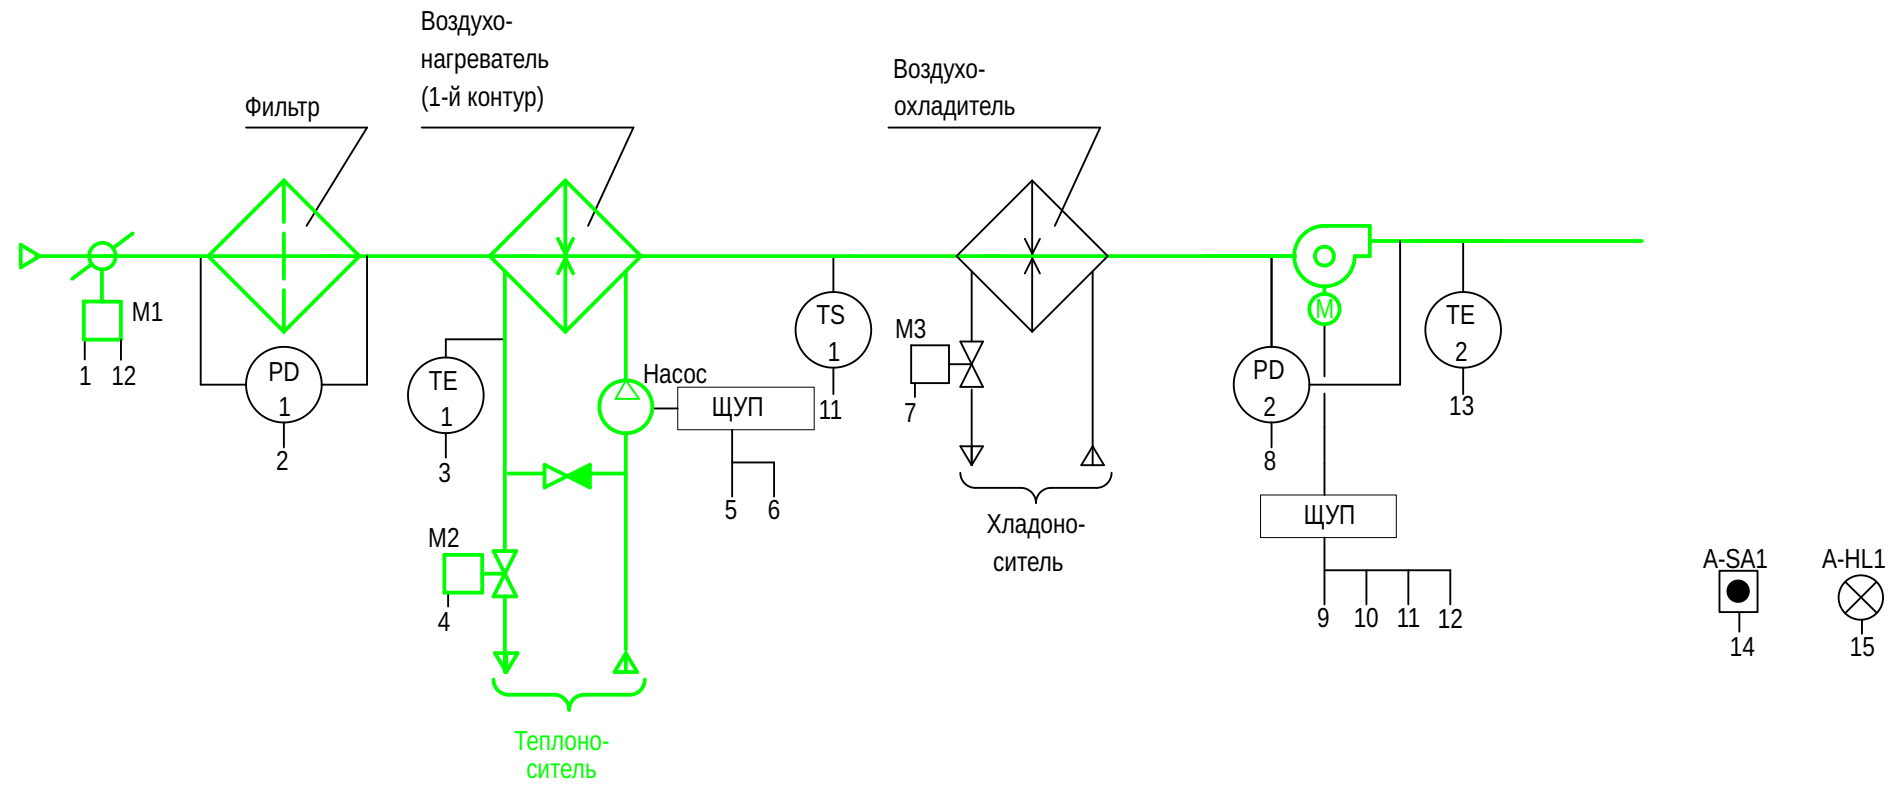 Воздухо-
нагреватель
(1-й контур)
Воздухо-
охладитель
Фильтр
M1
1 12
PD
1
2
TE
1
3
Насос
ЩУП
5 6
M2
4
Теплоно-
ситель
TS
1
11
M3
7
Хладоно-
ситель
M
PD
2
8
ЩУП
9 10 11 12
TE
2
13
A-SA1
14
A-HL1
15